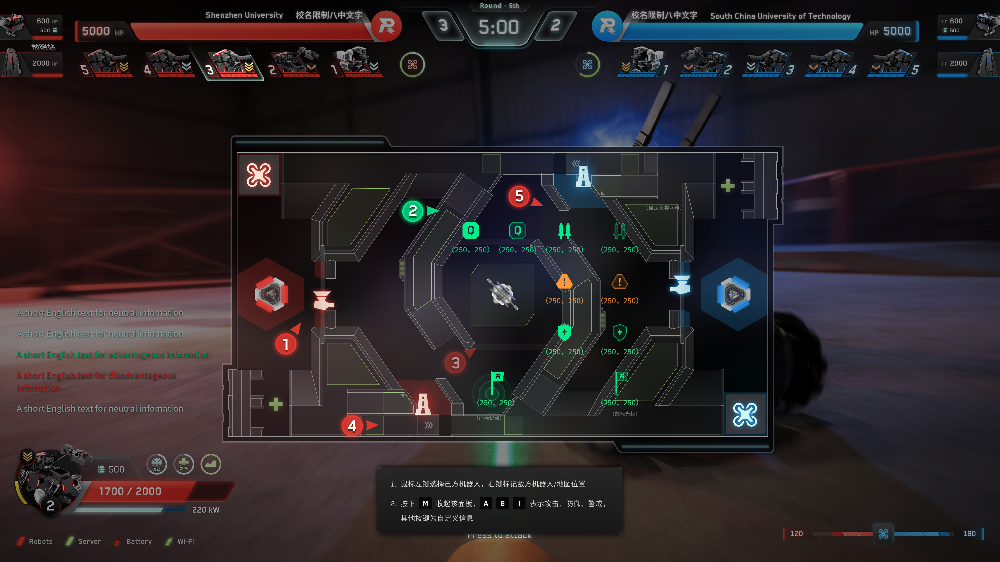 Round - 5th
Shenzhen University 校名限制八中文字
校名限制八中文字 South China University of Technology
600 HP
500
5000 HP
3
5:00
2
HP 5000
HP 600
500
前哨站
2000 HP
5
4
3
2
1
1
2
3
4
5
HP 2000
5
2
(自定义类字母)
Q
Q
(250, 250)
(250, 250)
(250, 250)
(250, 250)
!
!
(250, 250)
(250, 250)
1
(250, 250)
(250, 250)
3
R
R
(250, 250)
(250, 250)
(已标记点)
(鼠标光标)
4
A short English text for neutral infomation
A short English text for neutral infomation
A short English text for advantageous infomation
A short English text for disadvantageous
infomation
A short English text for neutral infomation
500
x2
5%
1700 / 2000
2
220 kW
1. 鼠标左键选择己方机器人，右键标记敌方机器人/地图位置
2. 按下 M 收起该面板，A B I 表示攻击、防御、警戒，
其他按键为自定义信息
Press to attack
Robots Server Battery Wi-Fi
120
180